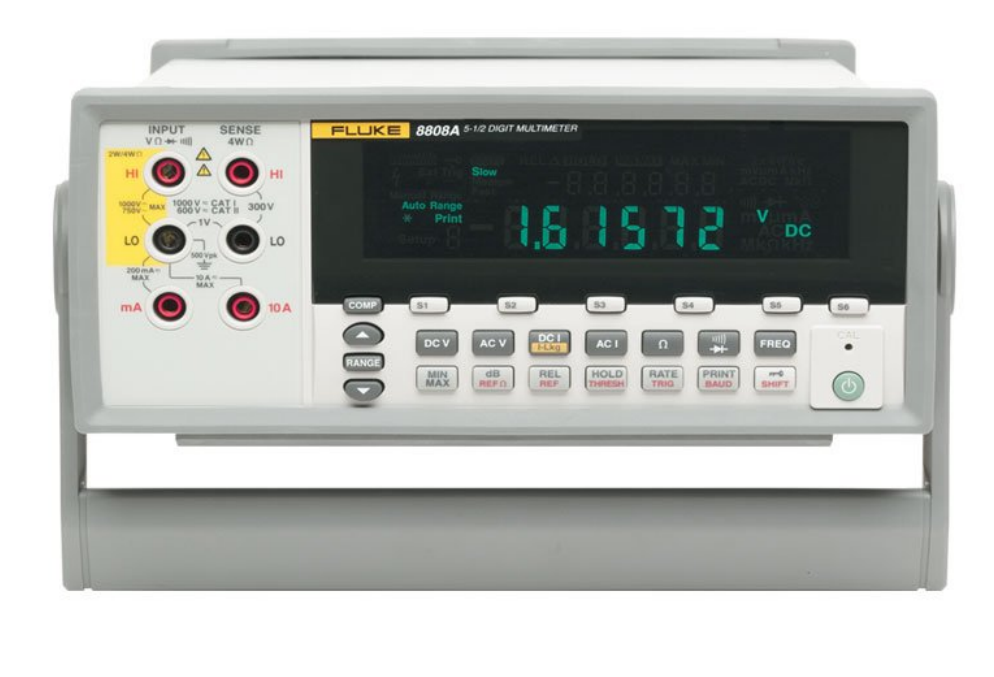 INPUT
V Ω
SENSE
4W Ω
2W/4W Ω
HI
HI
1000V
750V MAX
1000 V CAT I
600 V CAT II
300 V
1V
LO
LO
500 Vpk
200 mA
MAX
10 A
MAX
mA
10 A
FLUKE 8808A 5-1/2 DIGIT MULTIMETER
Slow
Auto Range
* Print
1.61572 V DC
COMP
S1 S2 S3 S4 S5 S6
RANGE
DC V AC V DC I AC I Ω FREQ
I-Lkg
MIN MAX
dB REF Ω
REL REF
HOLD THRESH
RATE TRIG
PRINT BAUD
SHIFT
CAL